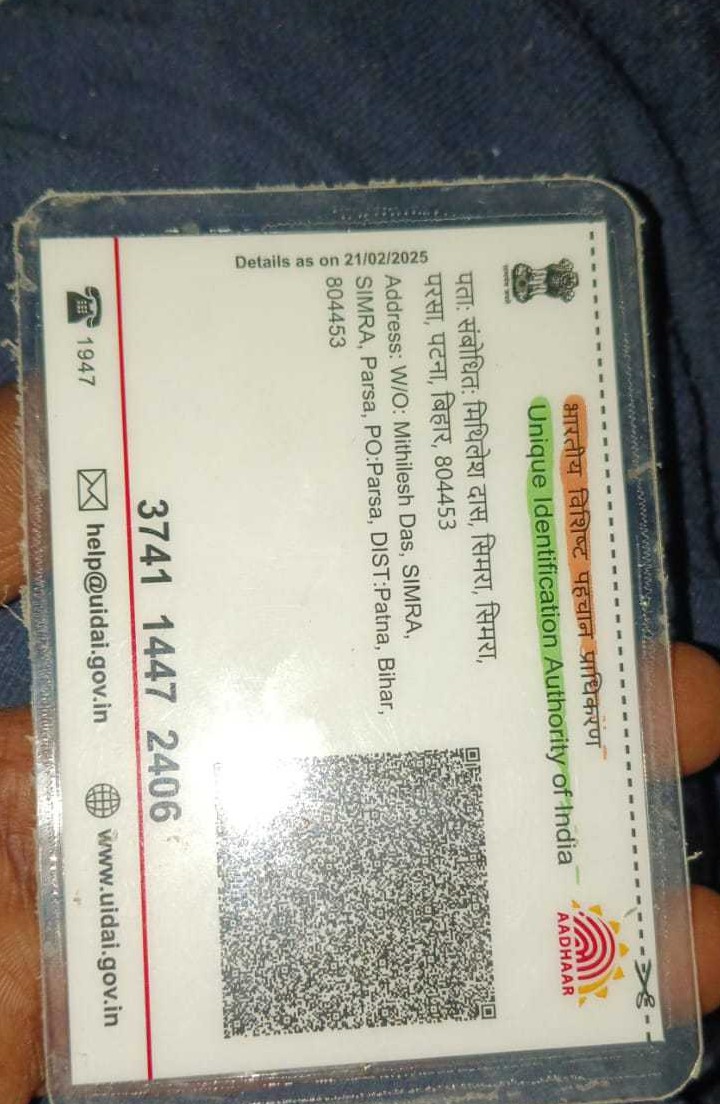 भारतीय विशिष्ट पहचान प्राधिकरण
Unique Identification Authority of India
AADHAAR
Details as on 21/02/2025
पताः संबोधितः मिथिलेश दास, सिमरा, सिमरा,
परसा, पटना, बिहार, 804453
Address: W/O: Mithilesh Das, SIMRA,
SIMRA, Parsa, PO:Parsa, DIST:Patna, Bihar,
804453
3741 1447 2406
1947
help@uidai.gov.in
www.uidai.gov.in